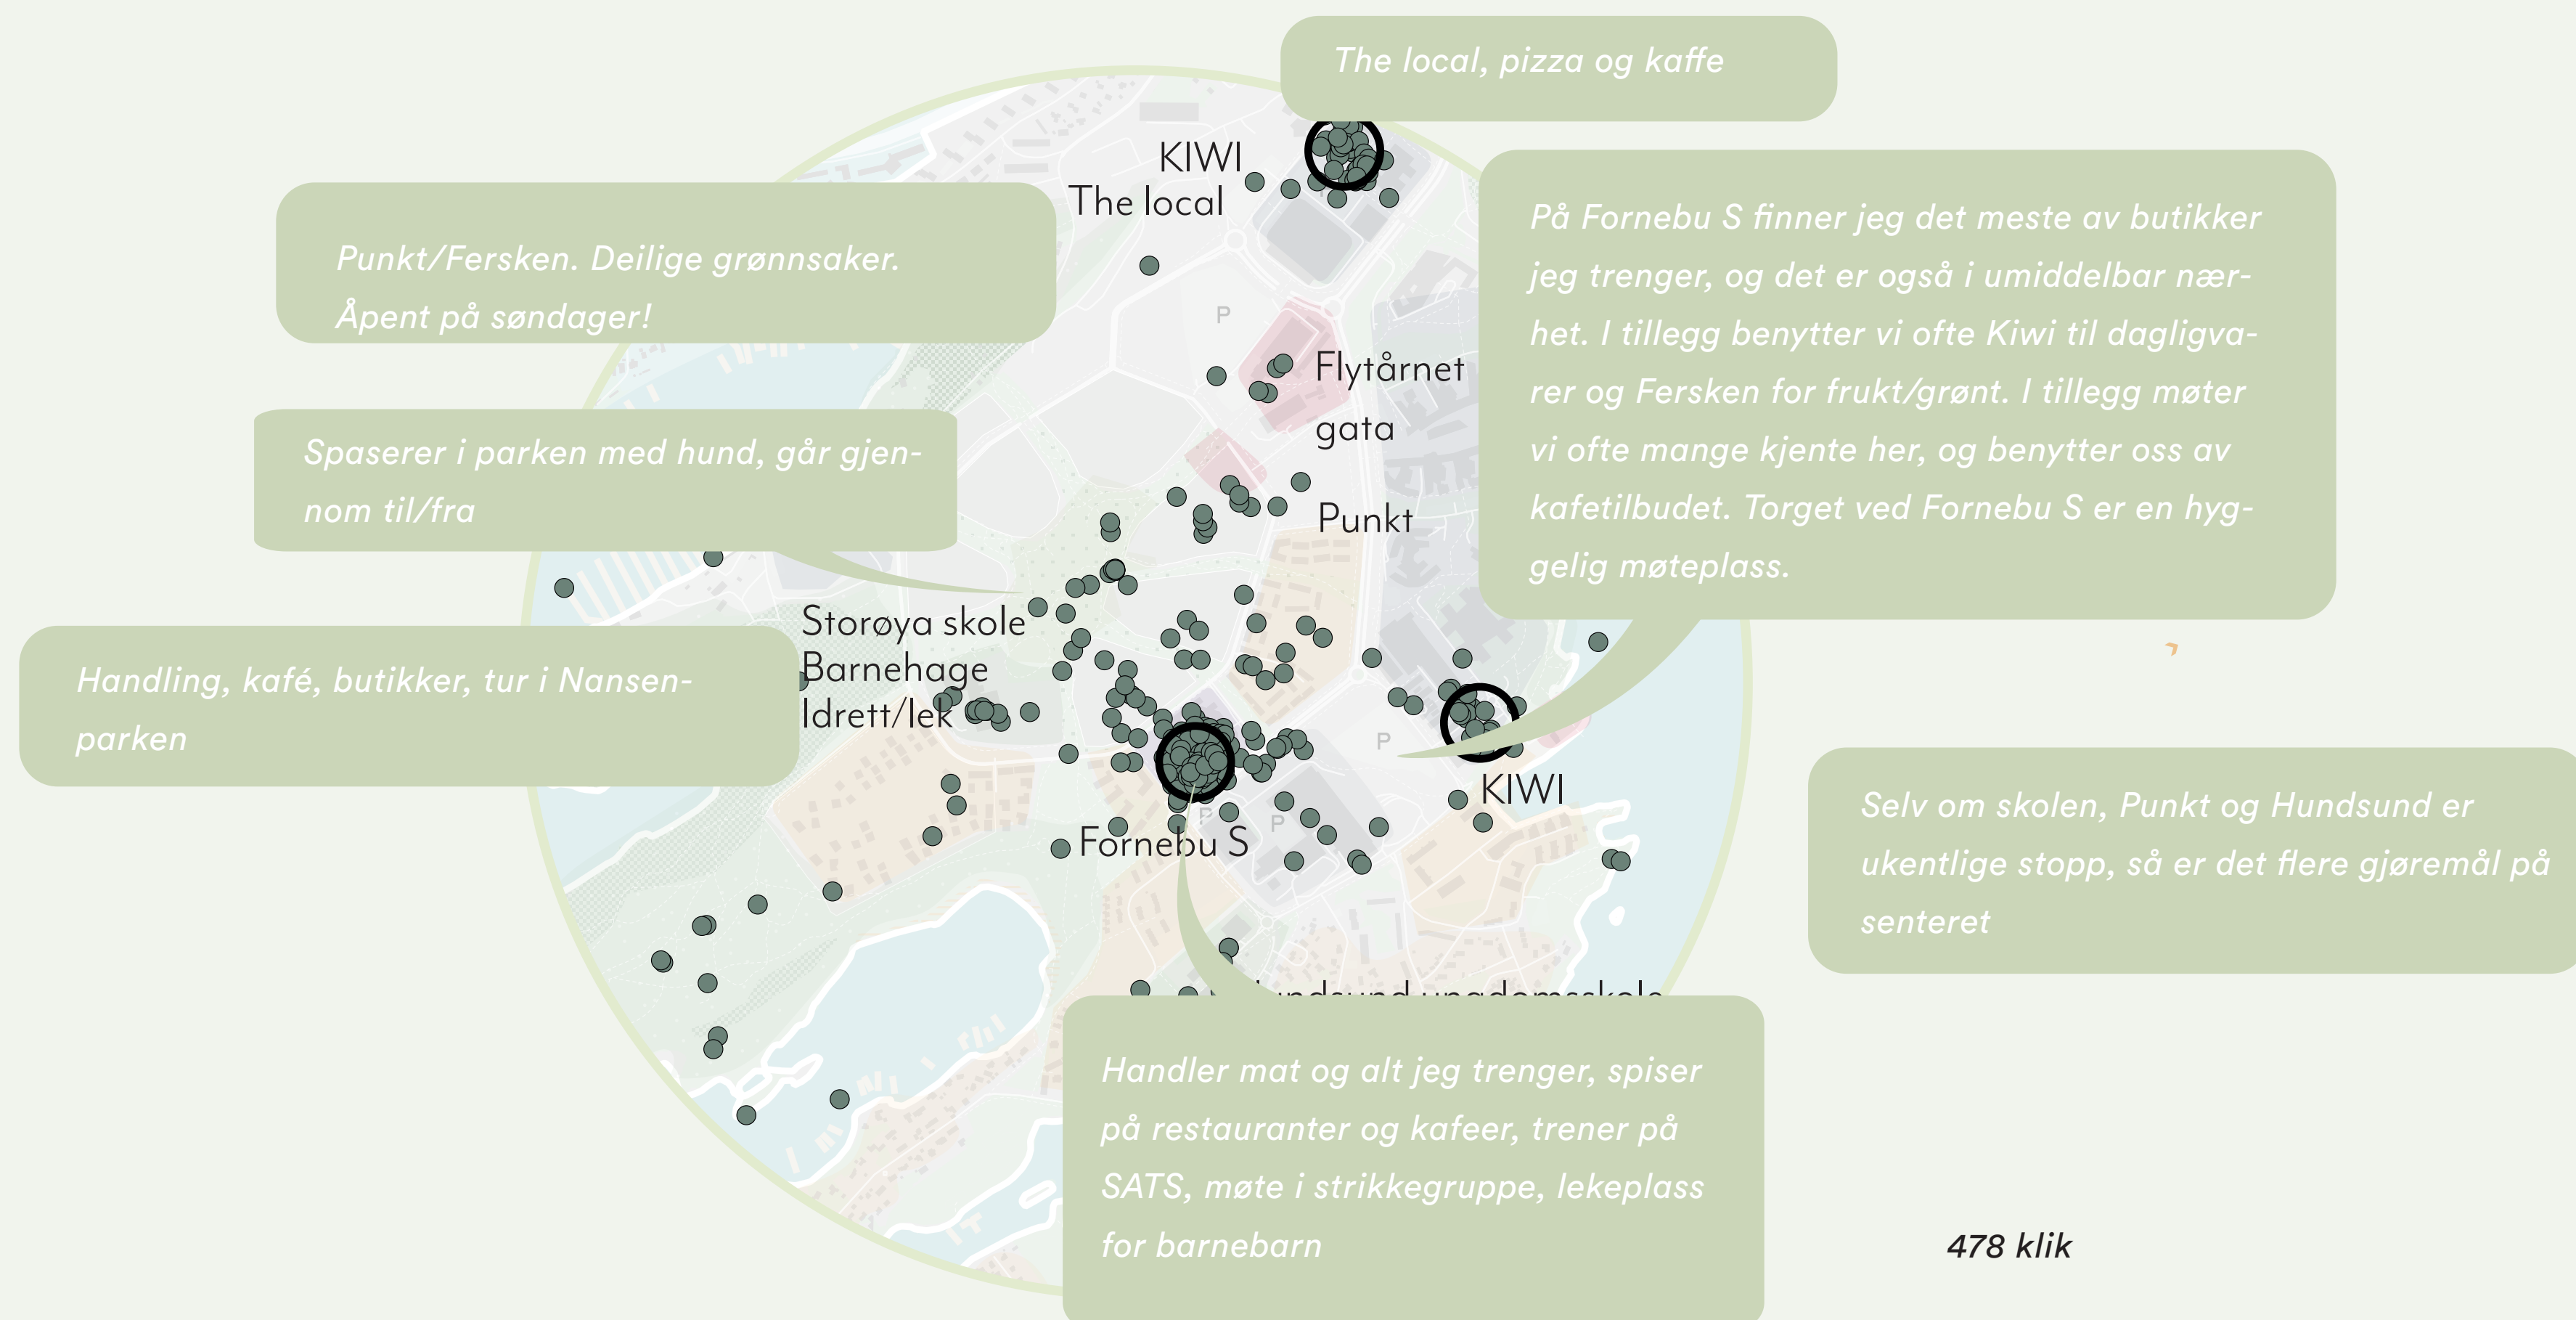 The local, pizza og kaffe
KIWI
The local
Punkt/Fersken. Deilige grønnsaker.
Åpent på søndager!
På Fornebu S finner jeg det meste av butikker
jeg trenger, og det er også i umiddelbar nær-
het. I tillegg benytter vi ofte Kiwi til dagligva-
rer og Fersken for frukt/grønt. I tillegg møter
vi ofte mange kjente her, og benytter oss av
kafetilbudet. Torget ved Fornebu S er en hyg-
gelig møteplass.
P
Flytårnet
gata
Punkt
Spaserer i parken med hund, går gjen-
nom til/fra
Storøya skole
Barnehage
Idrett/lek
Handling, kafé, butikker, tur i Nansen-
parken
P
KIWI
Selv om skolen, Punkt og Hundsund er
ukentlige stopp, så er det flere gjøremål på
senteret
P
P
Fornebu S
ungdomsskole
Handler mat og alt jeg trenger, spiser
på restauranter og kafeer, trener på
SATS, møte i strikkegruppe, lekeplass
for barnebarn
478 klik